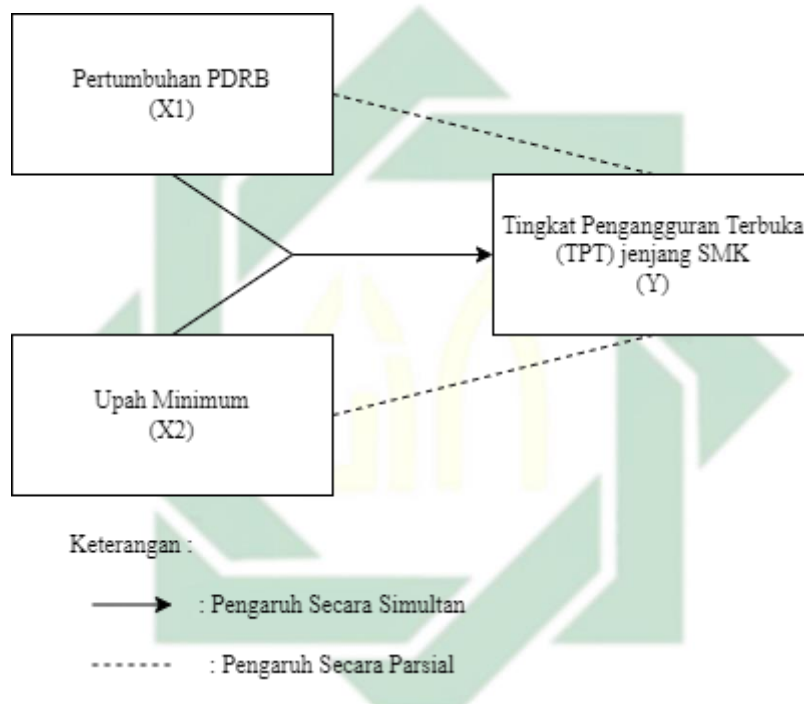 Pertumbuhan PDRB
(X1)
Tingkat Pengangguran Terbuka
(TPT) jenjang SMK
(Y)
Upah Minimum
(X2)
Keterangan :
: Pengaruh Secara Simultan
: Pengaruh Secara Parsial